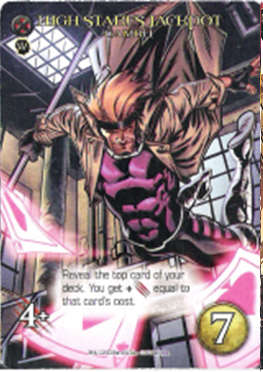 HIGH STAKES JACKPOT
GAMBIT
Reveal the top card of your
deck. You get + equal to
that card's cost.
4+
7